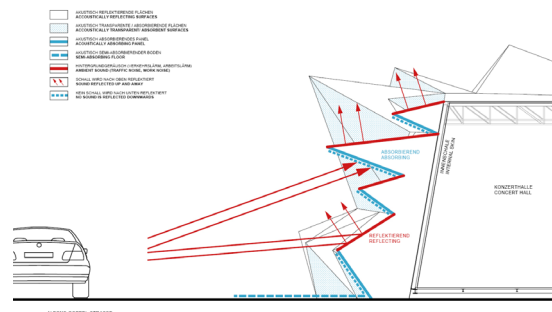 AKUSTISCH REFLEKTIERENDE FLÄCHEN
ACCOUSTICALLY REFLECTING SURFACES
AKUSTISCH TRANSPARENTE / ABSORBIERENDE FLÄCHEN
ACCOUSTICALLY TRANSPARENT/ ABSORBENT SURFACES
AKUSTISCH ABSORBIERENDES PANEL
ACOUSTICALLY ABSORBING PANEL
AKUSTISCH SEMI-ABSORBIERENDER BODEN
SEMI-ABSORBING FLOOR
HINTERGRUNDGERÄUSCH (VERKEHRSLÄRM, ARBEITSLÄRM)
AMBIENT SOUND (TRAFFIC NOISE, WORK NOISE)
SCHALL WIRD NACH OBEN REFLEKTIERT
SOUND REFLECTED UP AND AWAY
KEIN SCHALL WIRD NACH UNTEN REFLEKTIERT
NO SOUND IS REFLECTED DOWNWARDS
ABSORBIEREND
ABSORBING
INNENSCHALE
INTERNAL SKIN
KONZERTHALLE
CONCERT HALL
REFLEKTIEREND
REFLECTING